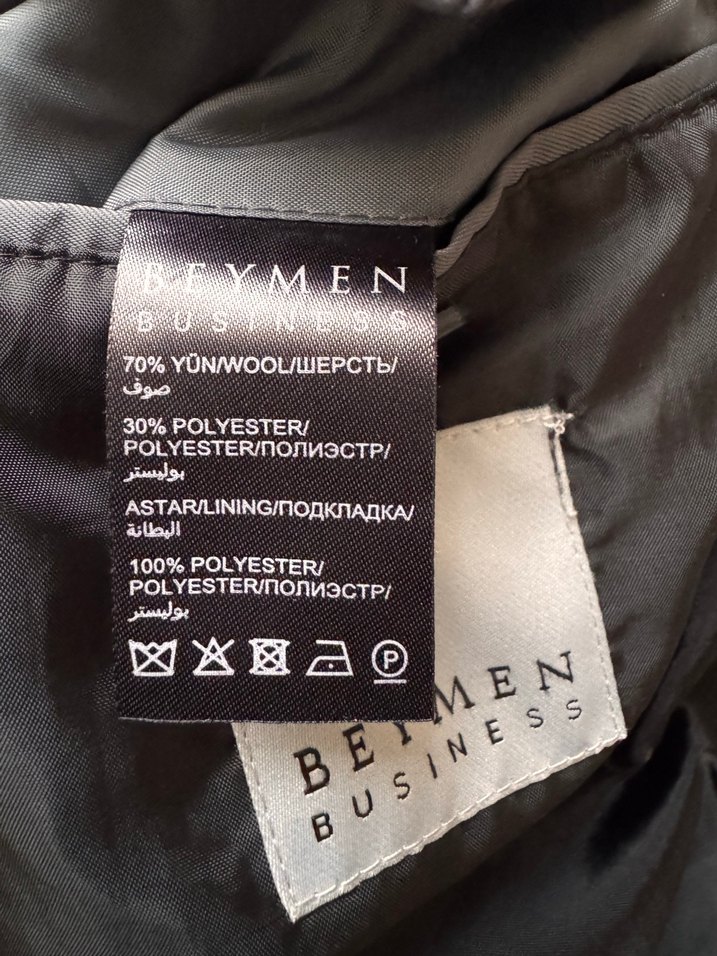 BEYMEN
BUSINESS
70% YÜN/WOOL/ШЕРСТЬ/
صوف
30% POLYESTER/
POLYESTER/ПОЛИЭСТР/
بوليستر
ASTAR/LINING/ПОДКЛАДКА/
البطانة
100% POLYESTER/
POLYESTER/ПОЛИЭСТР/
بوليستر
P
BEYMEN
BUSINESS